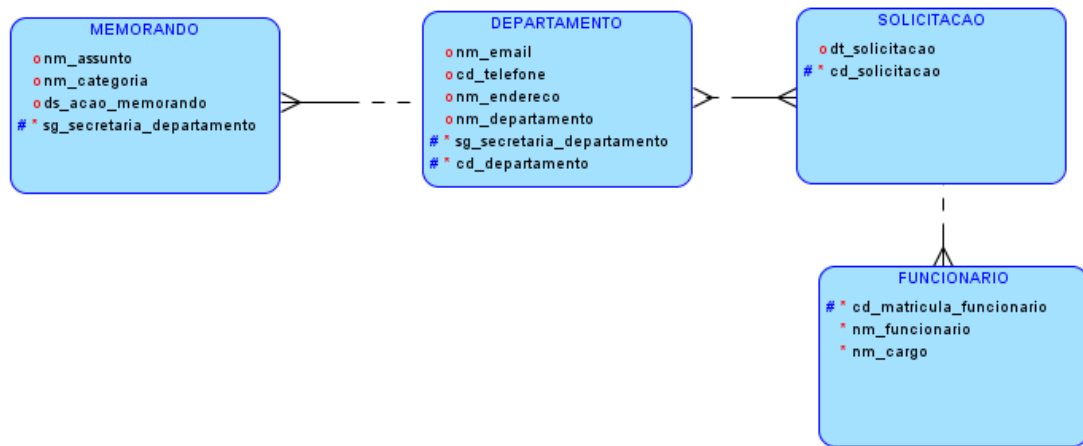 MEMORANDO
o nm_assunto
o nm_categoria
o ds_acao_memorando
# * sg_secretaria_departamento
DEPARTAMENTO
o nm_email
o cd_telefone
o nm_endereco
o nm_departamento
# * sg_secretaria_departamento
# * cd_departamento
SOLICITACAO
o dt_solicitacao
# * cd_solicitacao
FUNCIONARIO
# * cd_matricula_funcionario
* nm_funcionario
* nm_cargo